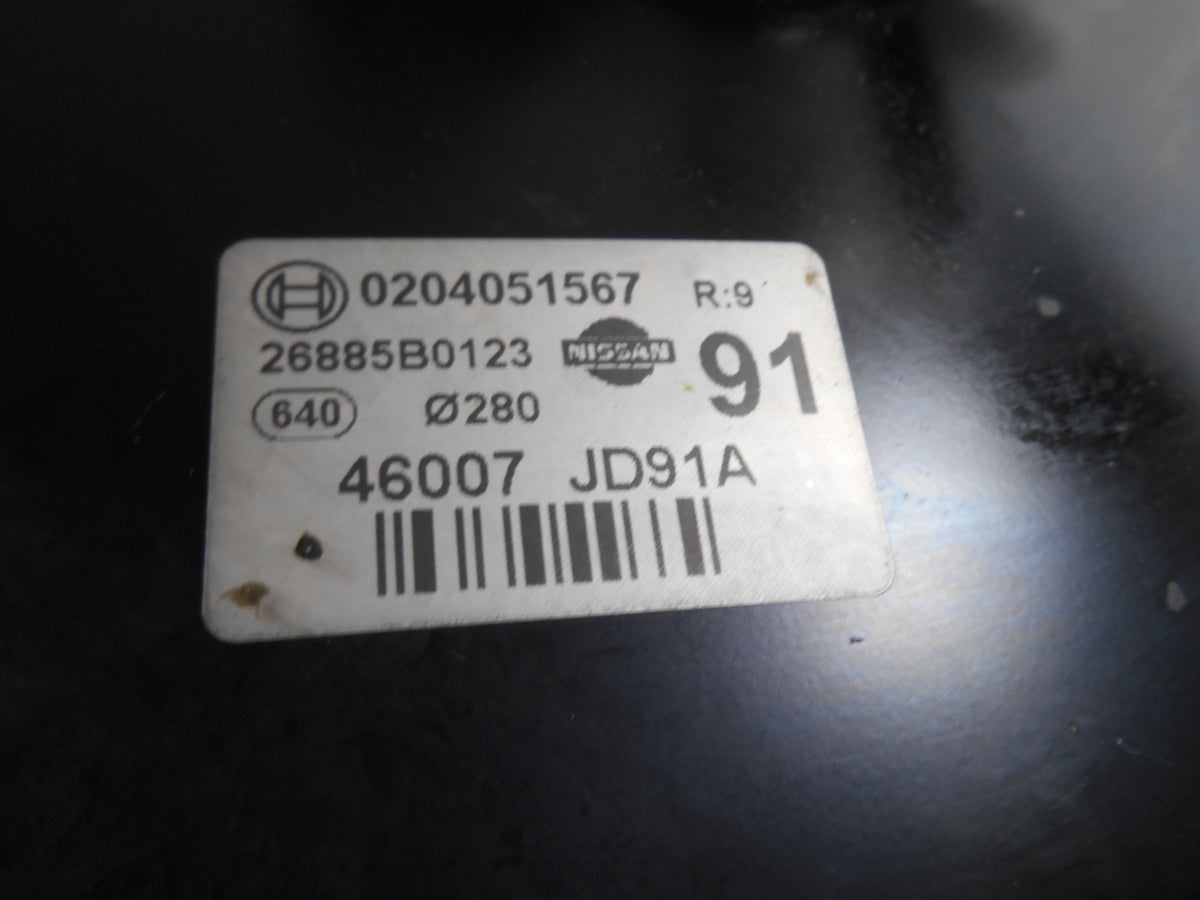 0204051567 R:9
26885B0123 NISSAN 91
640 Ø280
46007 JD91A